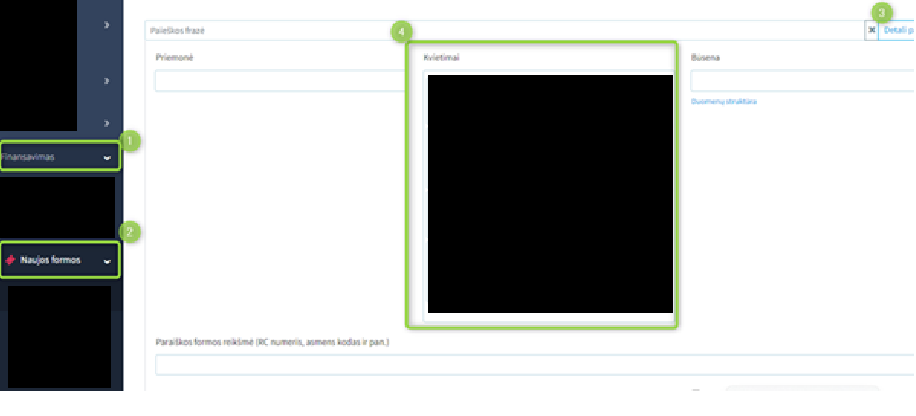 3
Paieškos frazė
4
Detali
Priemonė
Kvietimai
Būsena
Duomenų struktūra
1
Finansavimas
2
Naujos formos
Paraiškos formos reikšmė (RC numeris, asmens kodas ir pan.)